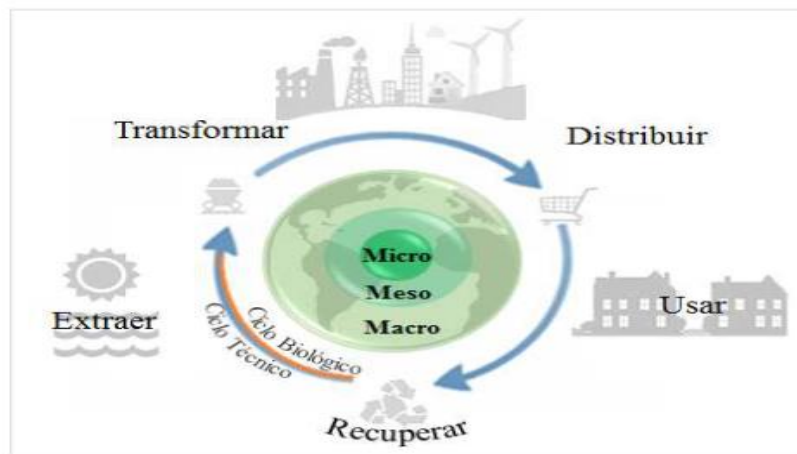 Transformar
Distribuir
Micro
Meso
Macro
Extraer
Usar
Ciclo Biológico
Ciclo Técnico
Recuperar